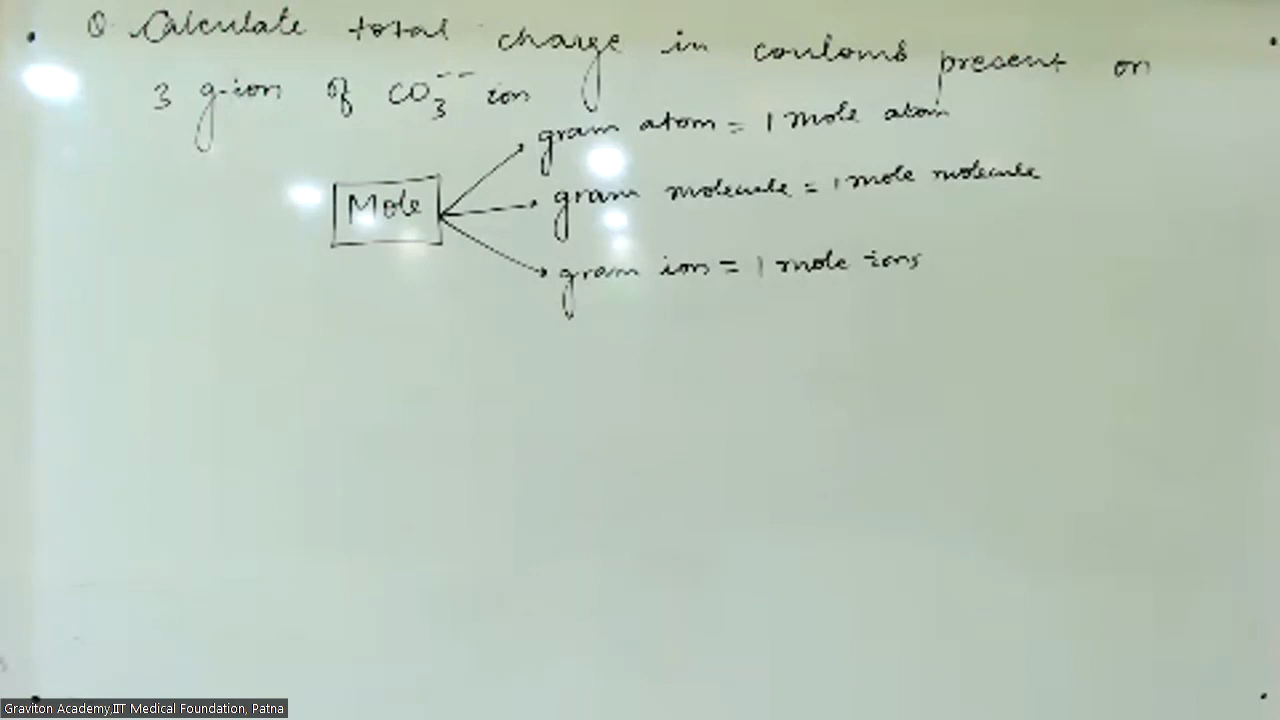 Q. Calculate total charge in coulomb present on
3 g-ion of CO₃⁻⁻ ion
gram atom = 1 mole atom
Mole
gram molecule = 1 mole molecule
gram ion = 1 mole ions
Graviton Academy,IIT Medical Foundation, Patna